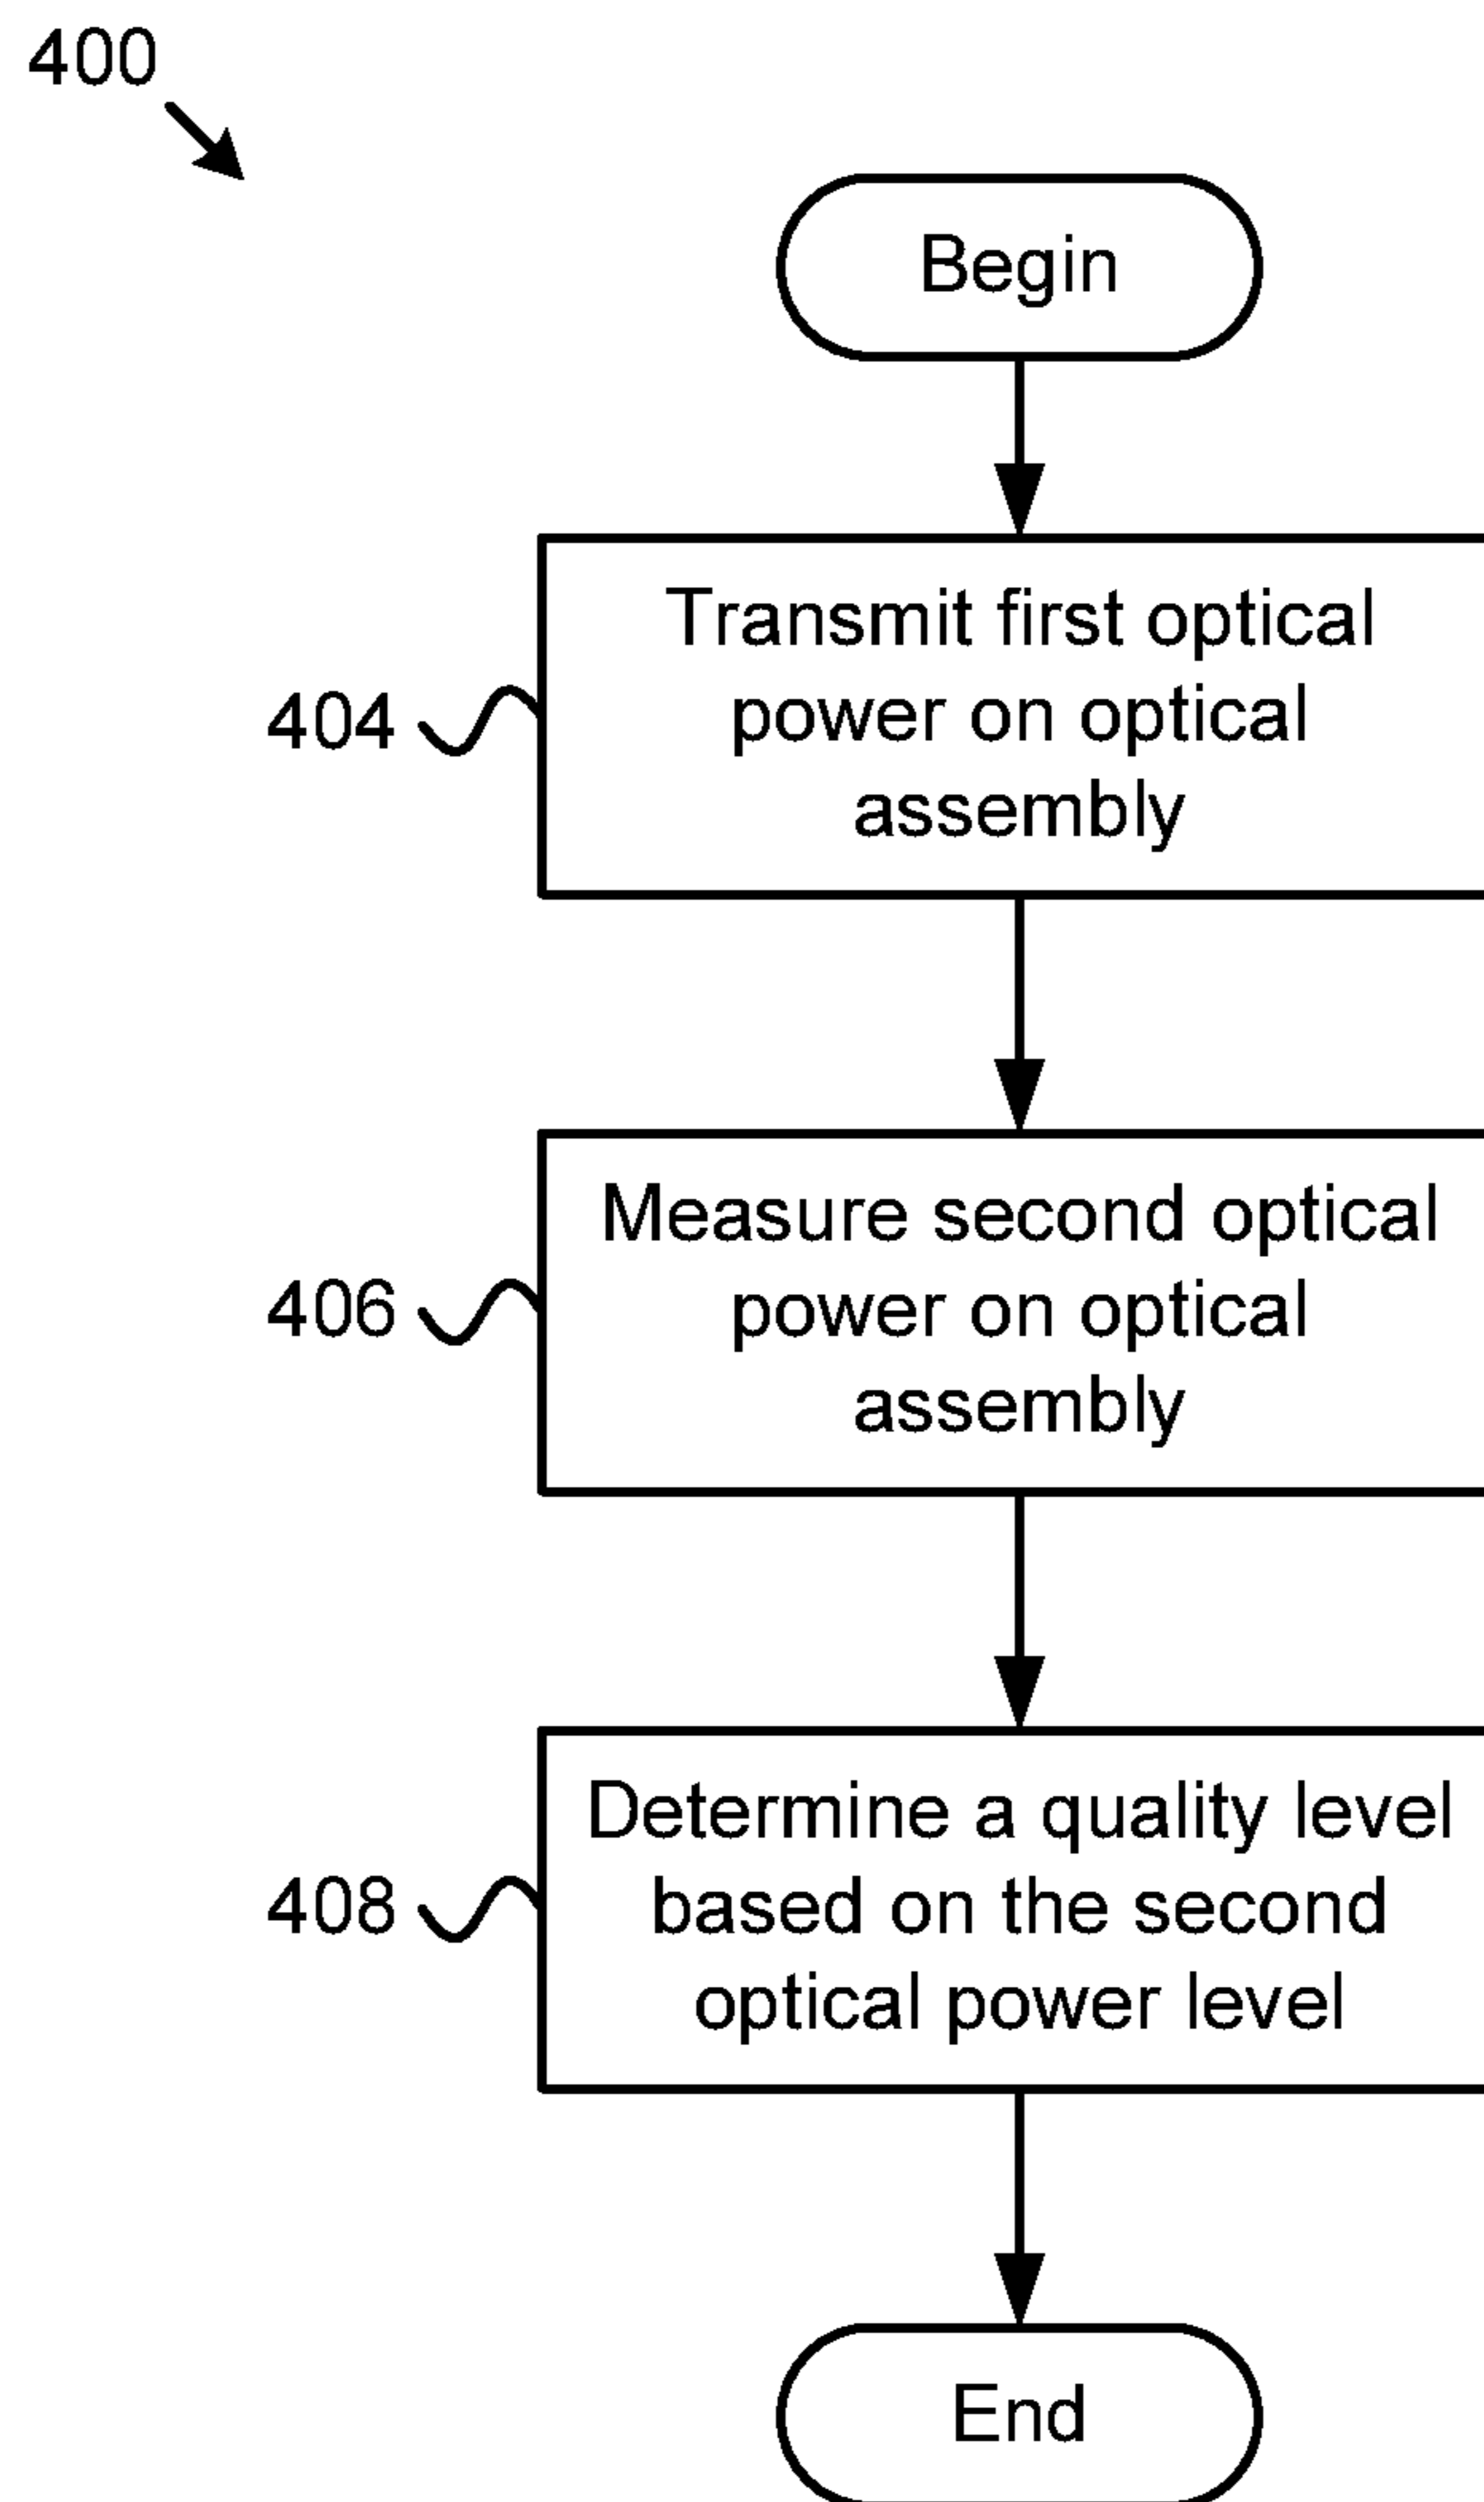 400
Begin
Transmit first optical
power on optical
assembly
404
Measure second optical
power on optical
assembly
406
Determine a quality level
based on the second
optical power level
408
End